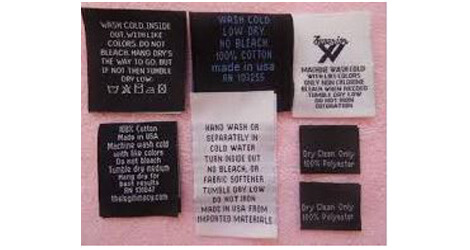 WASH COLD, INSIDE
OUT, WITH LIKE
COLORS. DO NOT
BLEACH. HANG DRY'S
THE WAY TO GO, BUT
IF NOT THEN TUMBLE
DRY LOW.
WASH COLD
LOW DRY.
NO BLEACH.
100% COTTON
made in usa
RN 103255
MACHINE WASH COLD
WITH LIKE COLORS
ONLY NON CHLORINE
BLEACH WHEN NEEDED
TUMBLE DRY LOW
DO NOT IRON
DECORATION
100% Cotton
Made in USA
Machine wash cold
with like colors
Do not bleach
Tumble dry medium
Hang dry for
best results
RN 131047
thelegitimacy.com
HAND WASH OR
SEPARATELY IN
COLD WATER
TURN INSIDE OUT
NO BLEACH, OR
FABRIC SOFTENER
TUMBLE DRY LOW
DO NOT IRON
MADE IN USA FROM
IMPORTED MATERIALS
Dry Clean Only
100% Polyester
Dry Clean Only
100% Polyester